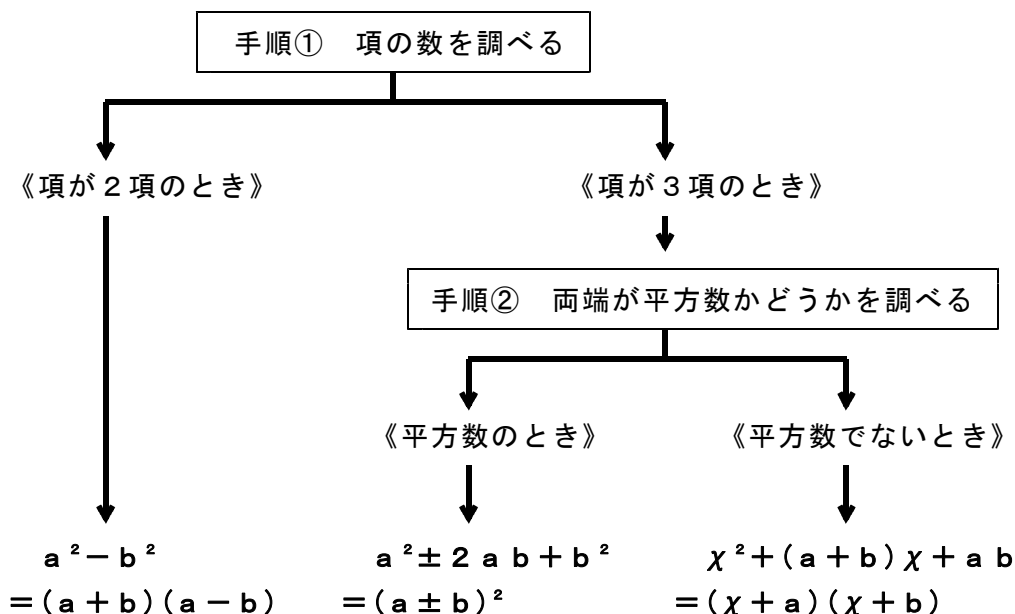 手順① 項の数を調べる
《項が2項のとき》
《項が3項のとき》
手順② 両端が平方数かどうかを調べる
《平方数のとき》
《平方数でないとき》
a²－b²
＝(a＋b)(a－b)
a²±2ab＋b²
＝(a±b)²
χ²＋(a＋b)χ＋ab
＝(χ＋a)(χ＋b)